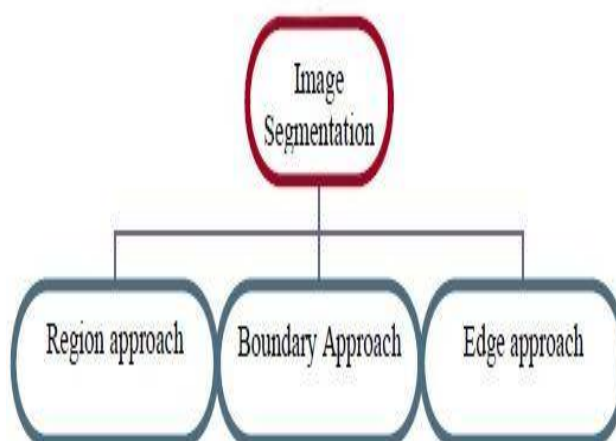 Image
Segmentation
Region approach
Boundary Approach
Edge approach